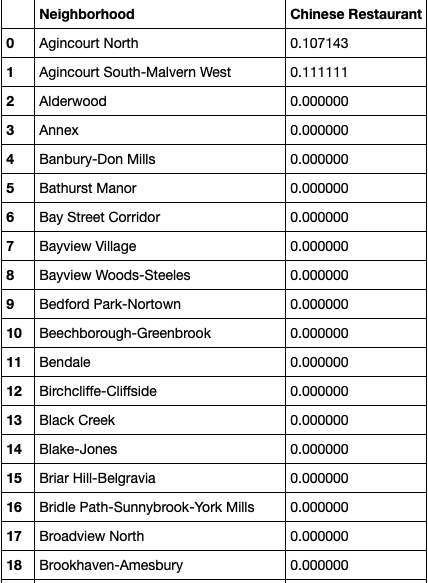 Neighborhood Chinese Restaurant
0 Agincourt North 0.107143
1 Agincourt South-Malvern West 0.111111
2 Alderwood 0.000000
3 Annex 0.000000
4 Banbury-Don Mills 0.000000
5 Bathurst Manor 0.000000
6 Bay Street Corridor 0.000000
7 Bayview Village 0.000000
8 Bayview Woods-Steeles 0.000000
9 Bedford Park-Nortown 0.000000
10 Beechborough-Greenbrook 0.000000
11 Bendale 0.000000
12 Birchcliffe-Cliffside 0.000000
13 Black Creek 0.000000
14 Blake-Jones 0.000000
15 Briar Hill-Belgravia 0.000000
16 Bridle Path-Sunnybrook-York Mills 0.000000
17 Broadview North 0.000000
18 Brookhaven-Amesbury 0.000000